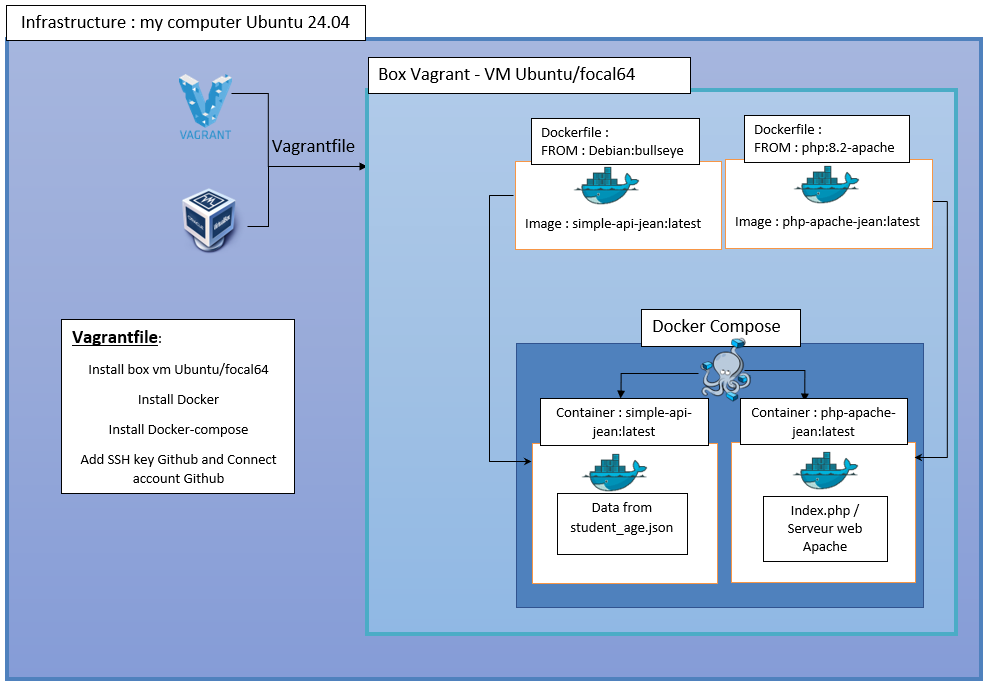 Infrastructure : my computer Ubuntu 24.04
Box Vagrant - VM Ubuntu/focal64
VAGRANT
Vagrantfile
Dockerfile :
FROM : Debian:bullseye
Image : simple-api-jean:latest
Dockerfile :
FROM : php:8.2-apache
Image : php-apache-jean:latest
Vagrantfile:
Install box vm Ubuntu/focal64
Install Docker
Install Docker-compose
Add SSH key Github and Connect
account Github
Docker Compose
Container : simple-api-
jean:latest
Data from
student_age.json
Container : php-apache-
jean:latest
Index.php /
Serveur web
Apache